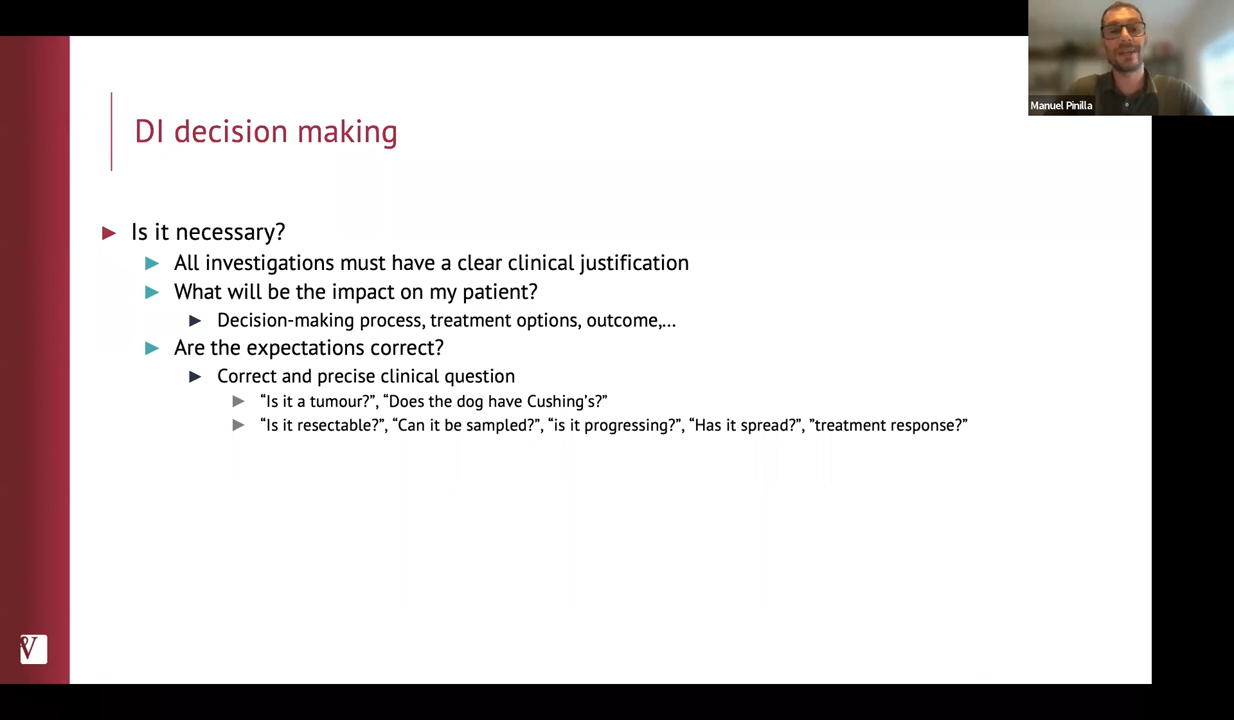 Manuel Pinilla
DI decision making
Is it necessary?
All investigations must have a clear clinical justification
What will be the impact on my patient?
Decision-making process, treatment options, outcome,...
Are the expectations correct?
Correct and precise clinical question
“Is it a tumour?”, “Does the dog have Cushing’s?”
“Is it resectable?”, “Can it be sampled?”, “is it progressing?”, “Has it spread?”, ”treatment response?”
V